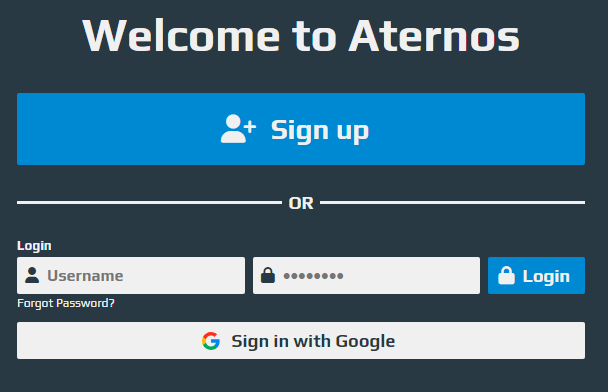 Welcome to Aternos
Sign up
OR
Login
Username
••••••••
Login
Forgot Password?
Sign in with Google